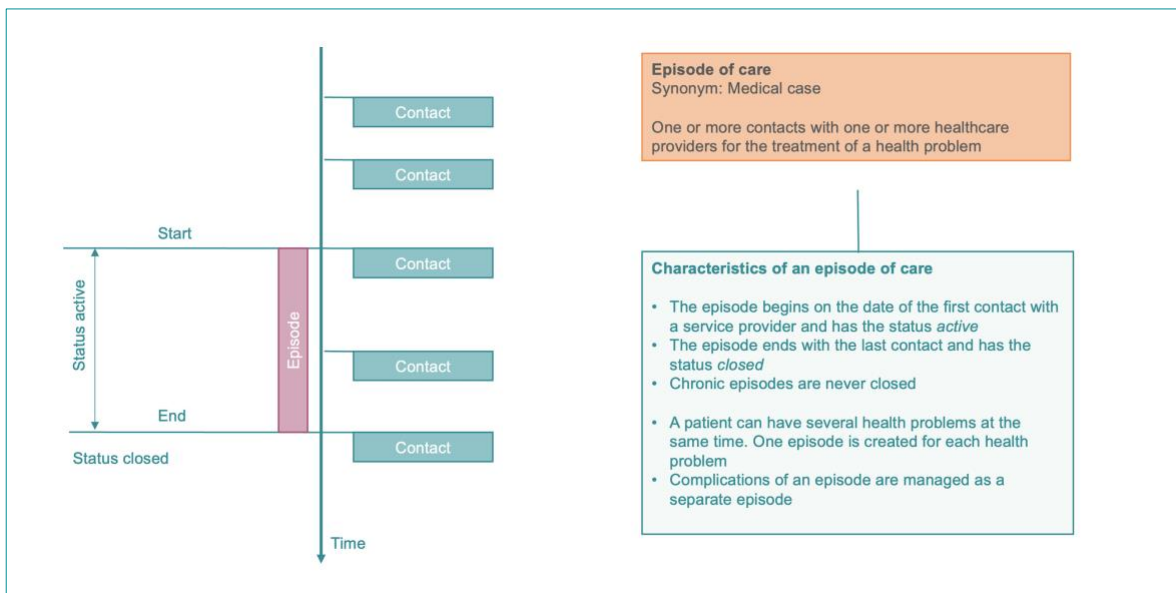 Contact
Contact
Start
Contact
Status active
Episode
Contact
End
Contact
Status closed
Time
Episode of care
Synonym: Medical case
One or more contacts with one or more healthcare
providers for the treatment of a health problem
Characteristics of an episode of care
• The episode begins on the date of the first contact with
a service provider and has the status active
• The episode ends with the last contact and has the
status closed
• Chronic episodes are never closed
• A patient can have several health problems at the
same time. One episode is created for each health
problem
• Complications of an episode are managed as a
separate episode